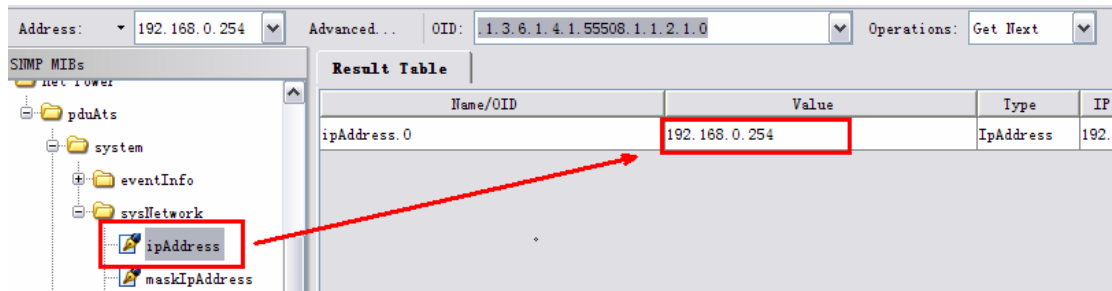 Address: 192.168.0.254 Advanced... OID: .1.3.6.1.4.1.55508.1.1.2.1.0 Operations: Get Next
SNMP MIBs
Result Table
Name/OID Value Type IP
ipAddress.0 192.168.0.254 IpAddress 192.
pduAts
system
eventInfo
sysNetwork
ipAddress
maskIpAddress